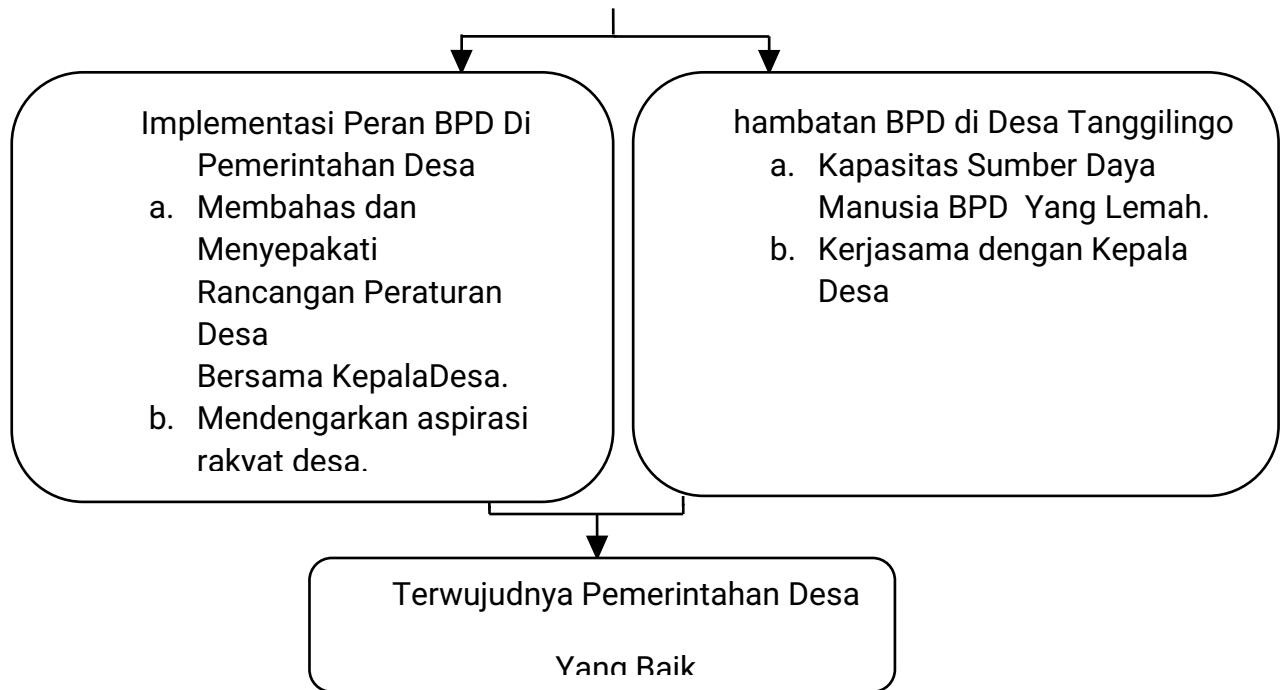 Implementasi Peran BPD Di
Pemerintahan Desa
a. Membahas dan
Menyepakati
Rancangan Peraturan
Desa
Bersama KepalaDesa.
b. Mendengarkan aspirasi
rakyat desa.
hambatan BPD di Desa Tanggilingo
a. Kapasitas Sumber Daya
Manusia BPD Yang Lemah.
b. Kerjasama dengan Kepala
Desa
Terwujudnya Pemerintahan Desa
Yang Baik